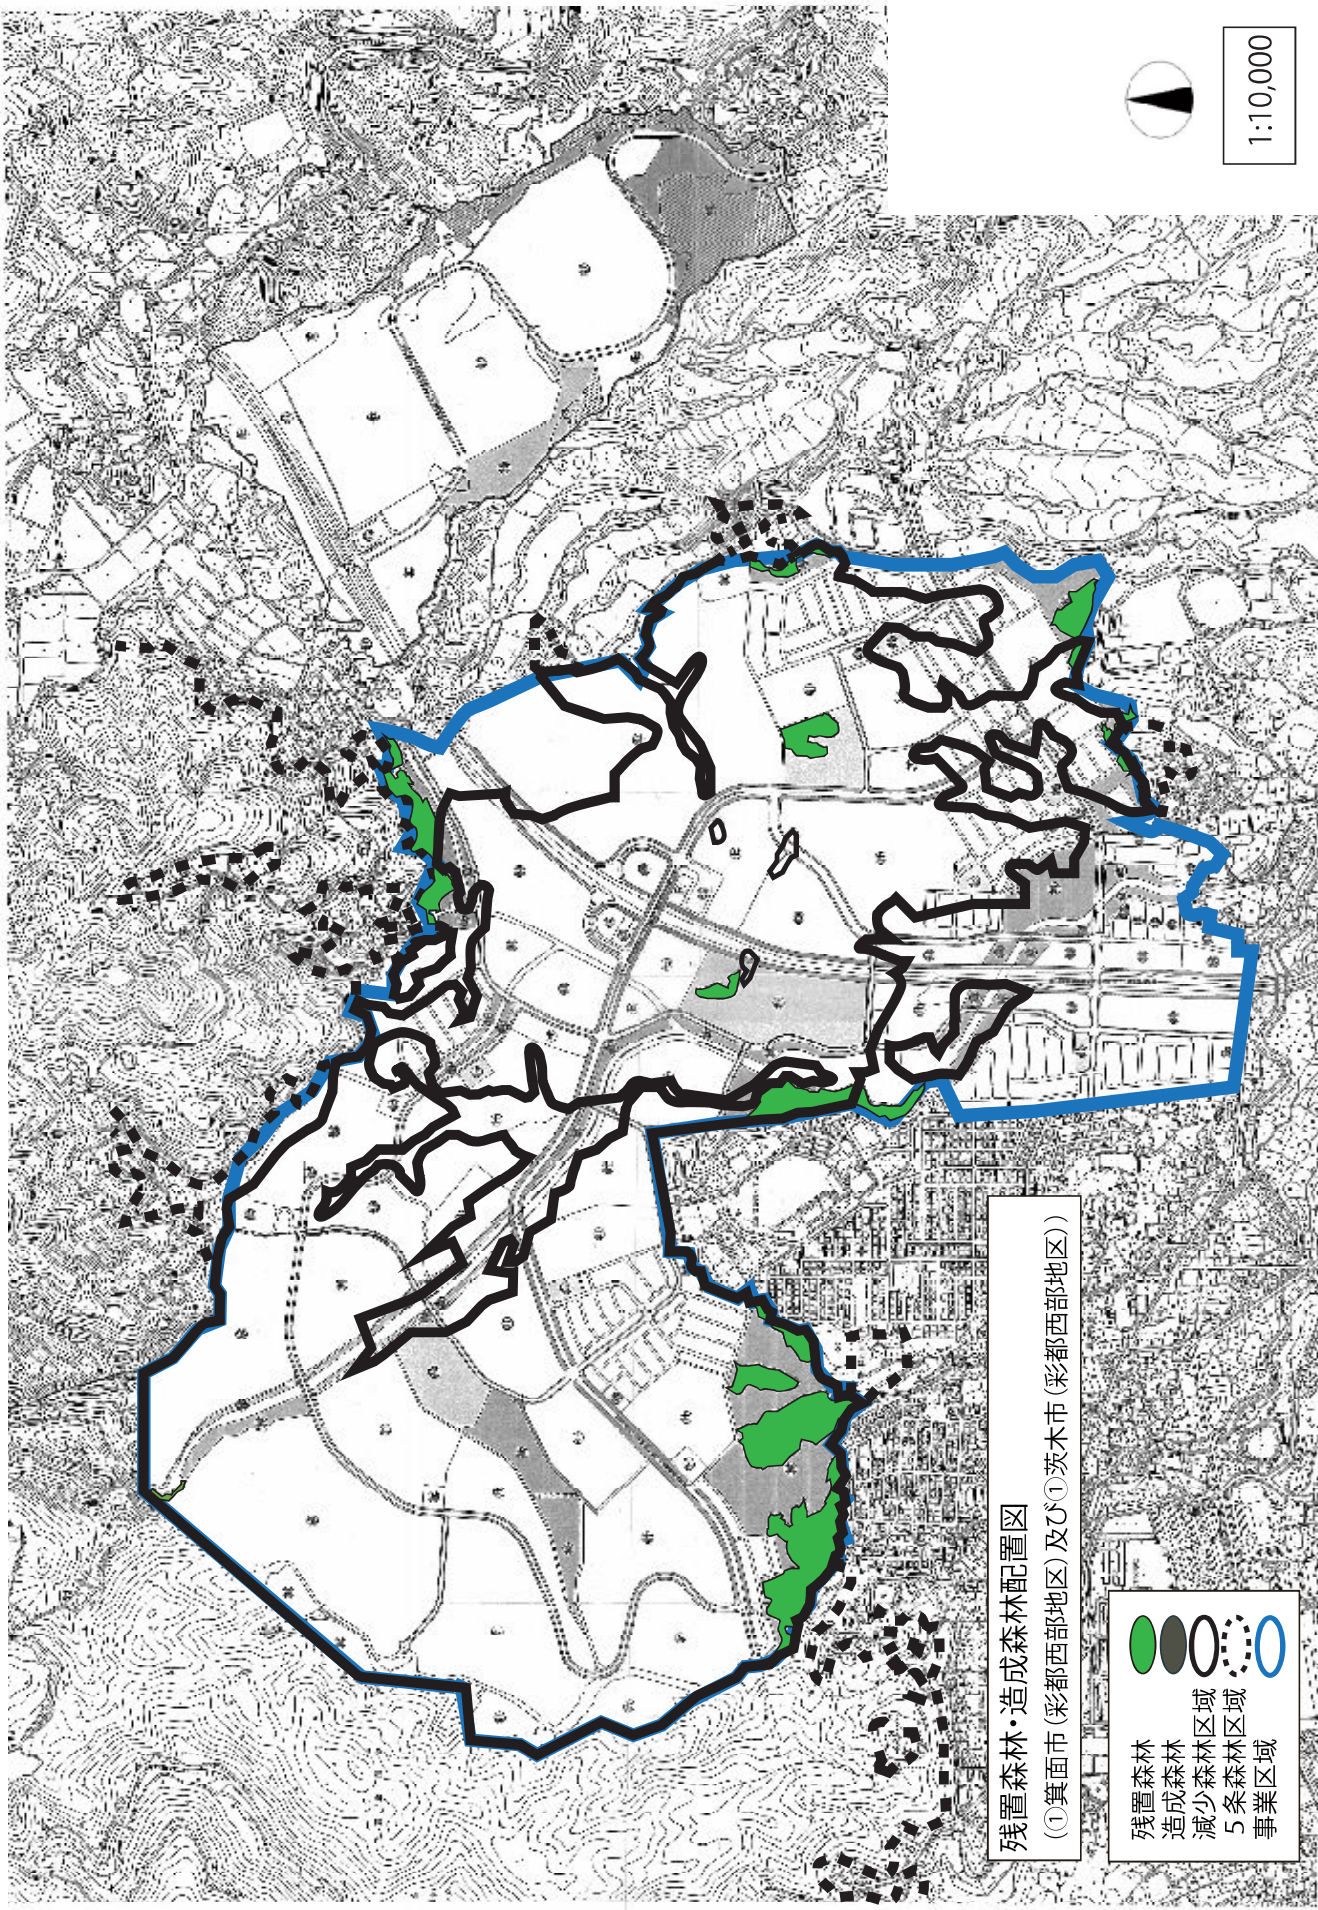 1:10,000
残置森林・造成森林配置図
(①箕面市(彩都西部地区)及び①茨木市(彩都西部地区))
残置森林
造成森林
減少森林区域
5条森林区域
事業区域